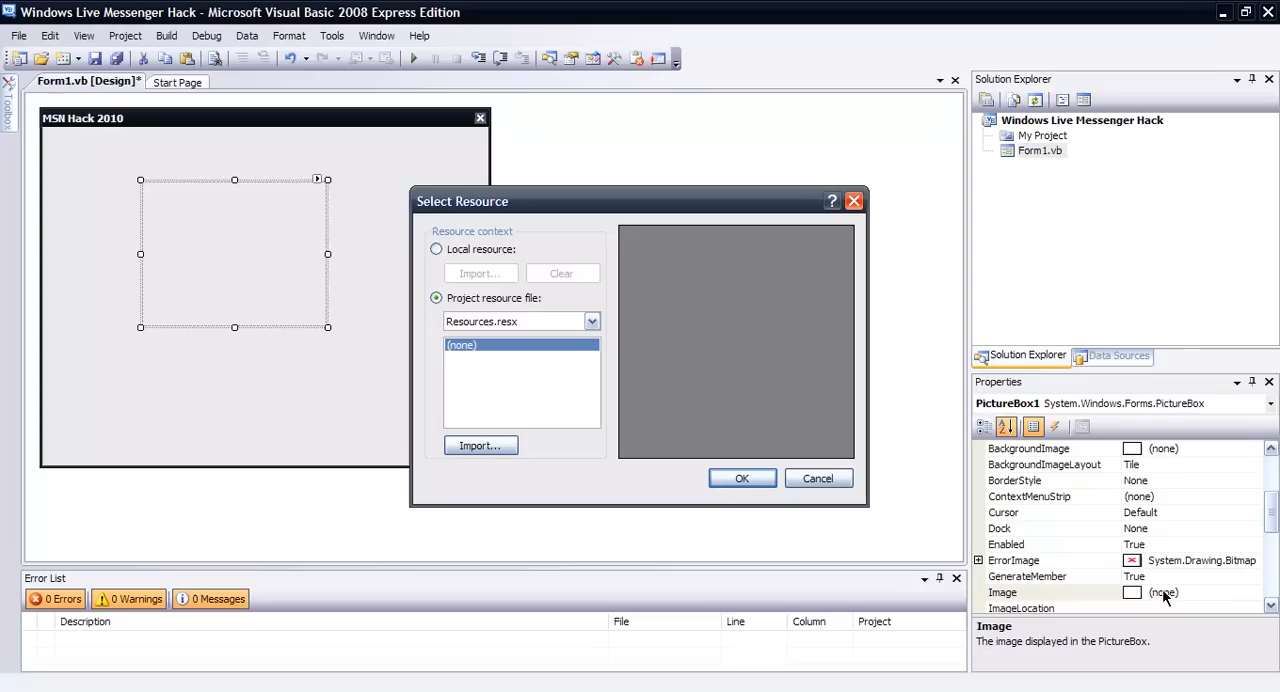 Windows Live Messenger Hack - Microsoft Visual Basic 2008 Express Edition
File Edit View Project Build Debug Data Format Tools Window Help
Form1.vb [Design]* Start Page
Toolbox
MSN Hack 2010
Select Resource
Resource context
Local resource:
Import... Clear
Project resource file:
Resources.resx
(none)
Import...
OK Cancel
Solution Explorer
Windows Live Messenger Hack
My Project
Form1.vb
Solution Explorer Data Sources
Properties
PictureBox1 System.Windows.Forms.PictureBox
BackgroundImage (none)
BackgroundImageLayout Tile
BorderStyle None
ContextMenuStrip (none)
Cursor Default
Dock None
Enabled True
ErrorImage System.Drawing.Bitmap
GenerateMember True
Image (none)
ImageLocation
Image
The image displayed in the PictureBox.
Error List
0 Errors 0 Warnings 0 Messages
Description File Line Column Project